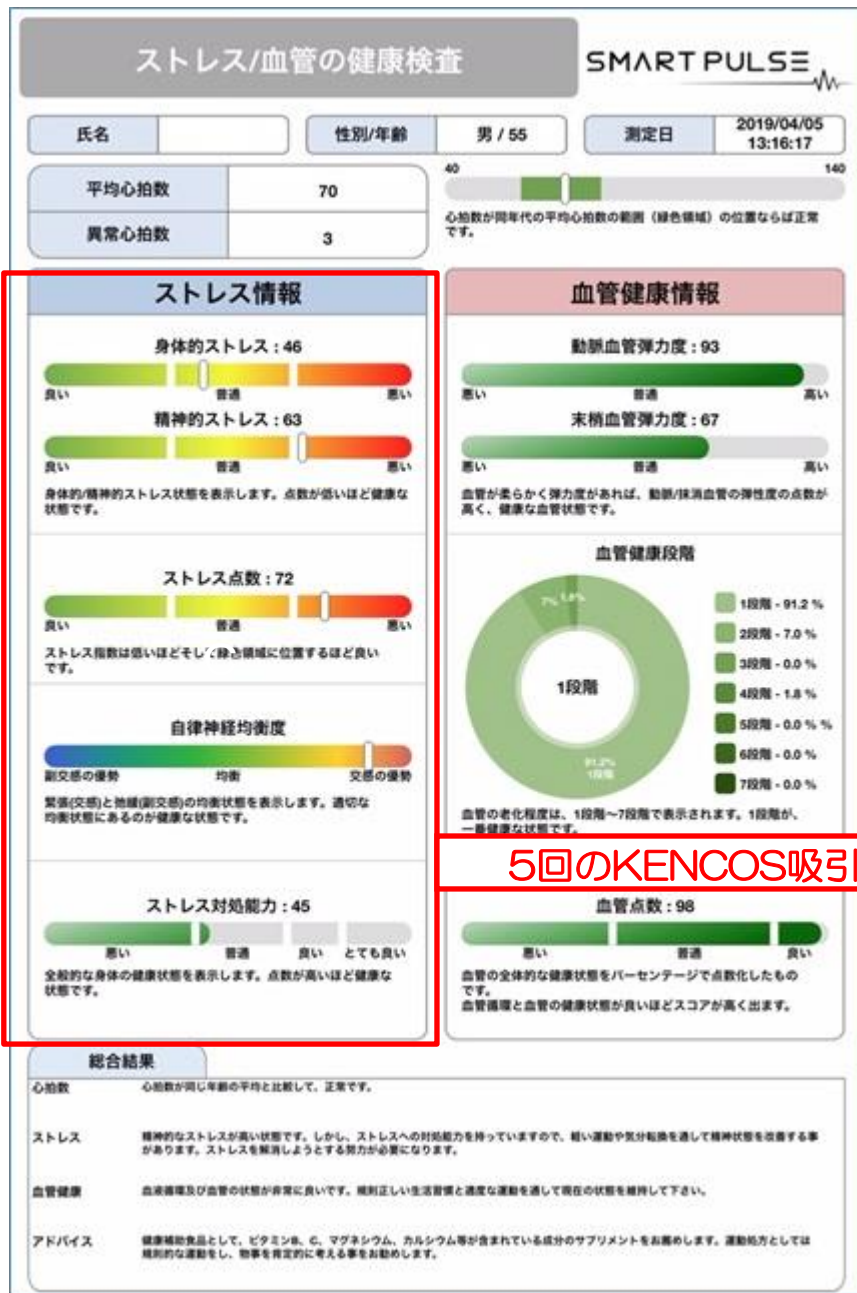 ストレス/血管の健康検査
SMART PULSE
氏名
性別/年齢
男 / 55
測定日
2019/04/05
13:16:17
平均心拍数
70
異常心拍数
3
40
140
心拍数が同年代の平均心拍数の範囲（緑色領域）の位置ならば正常
です。
ストレス情報
身体的ストレス : 46
良い
普通
悪い
精神的ストレス : 63
良い
普通
悪い
身体的/精神的ストレス状態を表示します。点数が低いほど健康な
状態です。
ストレス点数 : 72
良い
普通
悪い
ストレス指数は低いほどそして緑色領域に位置するほど良い
です。
自律神経均衡度
副交感の優勢
均衡
交感の優勢
緊張(交感)と弛緩(副交感)の均衡状態を表示します。適切な
均衡状態にあるのが健康な状態です。
ストレス対処能力 : 45
悪い
普通
良い
とても良い
全般的な身体の健康状態を表示します。点数が高いほど健康な
状態です。
血管健康情報
動脈血管弾力度 : 93
悪い
普通
高い
末梢血管弾力度 : 67
悪い
普通
高い
血管が柔らかく弾力度があれば、動脈/抹消血管の弾性度の点数が
高く、健康な血管状態です。
血管健康段階
7% 1.8%
1段階
91.2%
1段階
1段階 - 91.2 %
2段階 - 7.0 %
3段階 - 0.0 %
4段階 - 1.8 %
5段階 - 0.0 % %
6段階 - 0.0 %
7段階 - 0.0 %
血管の老化程度は、1段階～7段階で表示されます。1段階が、
一番健康な状態です。
5回のKENCOS吸引
血管点数 : 98
悪い
普通
良い
血管の全体的な健康状態をパーセンテージで点数化したもの
です。
血管循環と血管の健康状態が良いほどスコアが高く出ます。
総合結果
心拍数
心拍数が同じ年齢の平均と比較して、正常です。
ストレス
精神的なストレスが高い状態です。しかし、ストレスへの対処能力を持っていますので、軽い運動や気分転換を通して精神状態を改善する事
があります。ストレスを解消しようとする努力が必要になります。
血管健康
血液循環及び血管の状態が非常に良いです。規則正しい生活習慣と適度な運動を通して現在の状態を維持して下さい。
アドバイス
健康補助食品として、ビタミンB、C、マグネシウム、カルシウム等が含まれている成分のサプリメントをお薦めします。運動処方としては
規則的な運動をし、物事を肯定的に考える事をお勧めします。